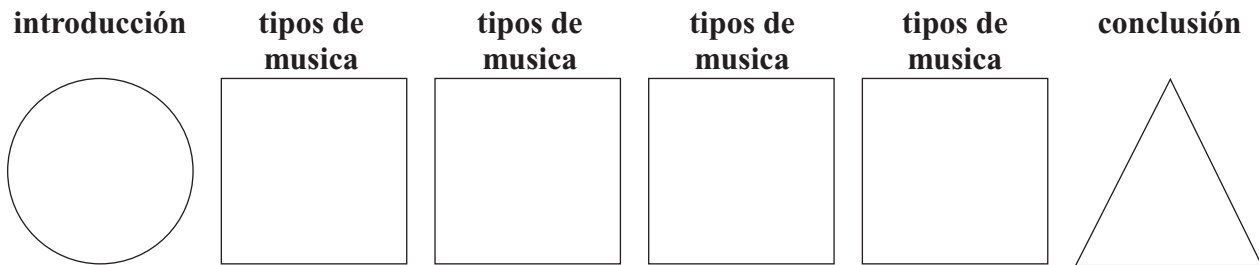 introducción
tipos de
musica
tipos de
musica
tipos de
musica
tipos de
musica
conclusión